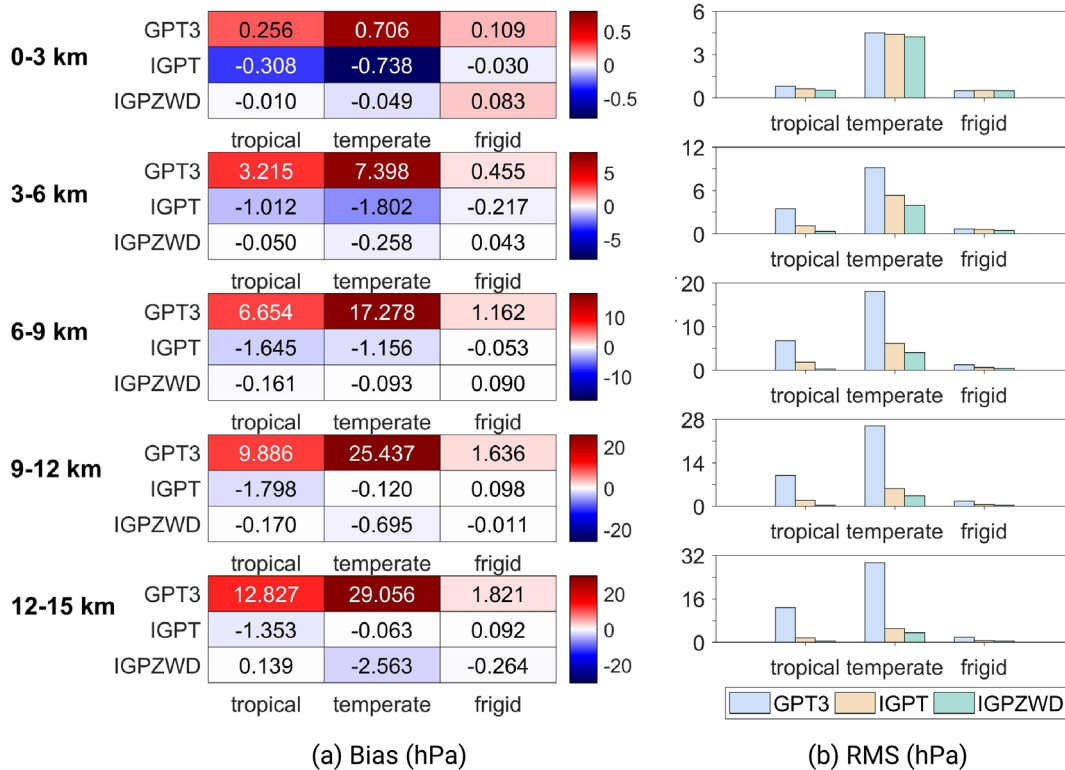 0-3 km
GPT3 0.256 0.706 0.109
IGPT -0.308 -0.738 -0.030
IGPZWD -0.010 -0.049 0.083
tropical temperate frigid
0.5
0
-0.5
6
3
0
tropical temperate frigid
3-6 km
GPT3 3.215 7.398 0.455
IGPT -1.012 -1.802 -0.217
IGPZWD -0.050 -0.258 0.043
tropical temperate frigid
5
0
-5
12
6
0
tropical temperate frigid
6-9 km
GPT3 6.654 17.278 1.162
IGPT -1.645 -1.156 -0.053
IGPZWD -0.161 -0.093 0.090
tropical temperate frigid
10
0
-10
20
10
0
tropical temperate frigid
9-12 km
GPT3 9.886 25.437 1.636
IGPT -1.798 -0.120 0.098
IGPZWD -0.170 -0.695 -0.011
tropical temperate frigid
20
0
-20
28
14
0
tropical temperate frigid
12-15 km
GPT3 12.827 29.056 1.821
IGPT -1.353 -0.063 0.092
IGPZWD 0.139 -2.563 -0.264
tropical temperate frigid
20
0
-20
32
16
0
tropical temperate frigid
GPT3 IGPT IGPZWD
(a) Bias (hPa)
(b) RMS (hPa)